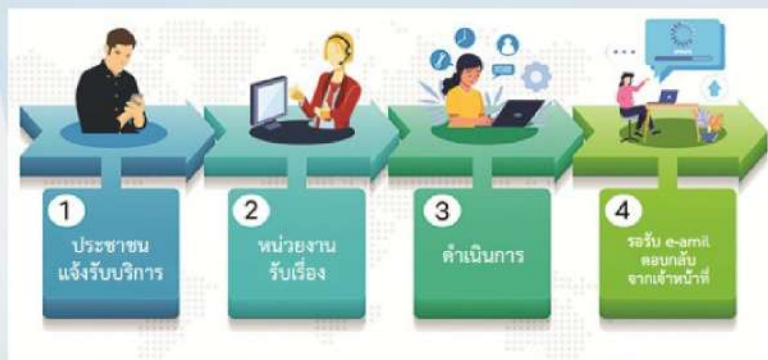 1
ประชาชน
แจ้งรับบริการ
2
หน่วยงาน
รับเรื่อง
3
ดำเนินการ
4
รอรับ e-amil
ตอบกลับ
จากเจ้าหน้าที่